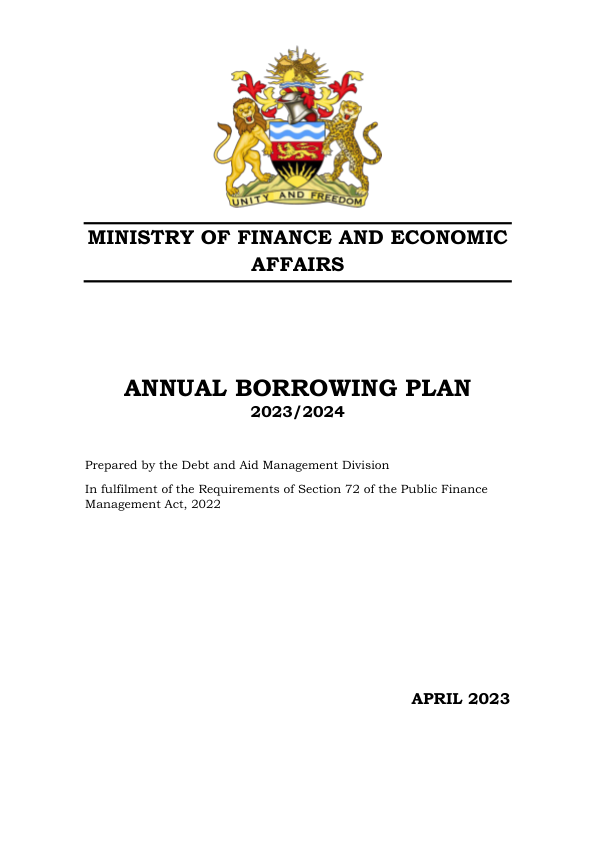 UNITY AND FREEDOM
MINISTRY OF FINANCE AND ECONOMIC
AFFAIRS
ANNUAL BORROWING PLAN
2023/2024
Prepared by the Debt and Aid Management Division
In fulfilment of the Requirements of Section 72 of the Public Finance
Management Act, 2022
APRIL 2023